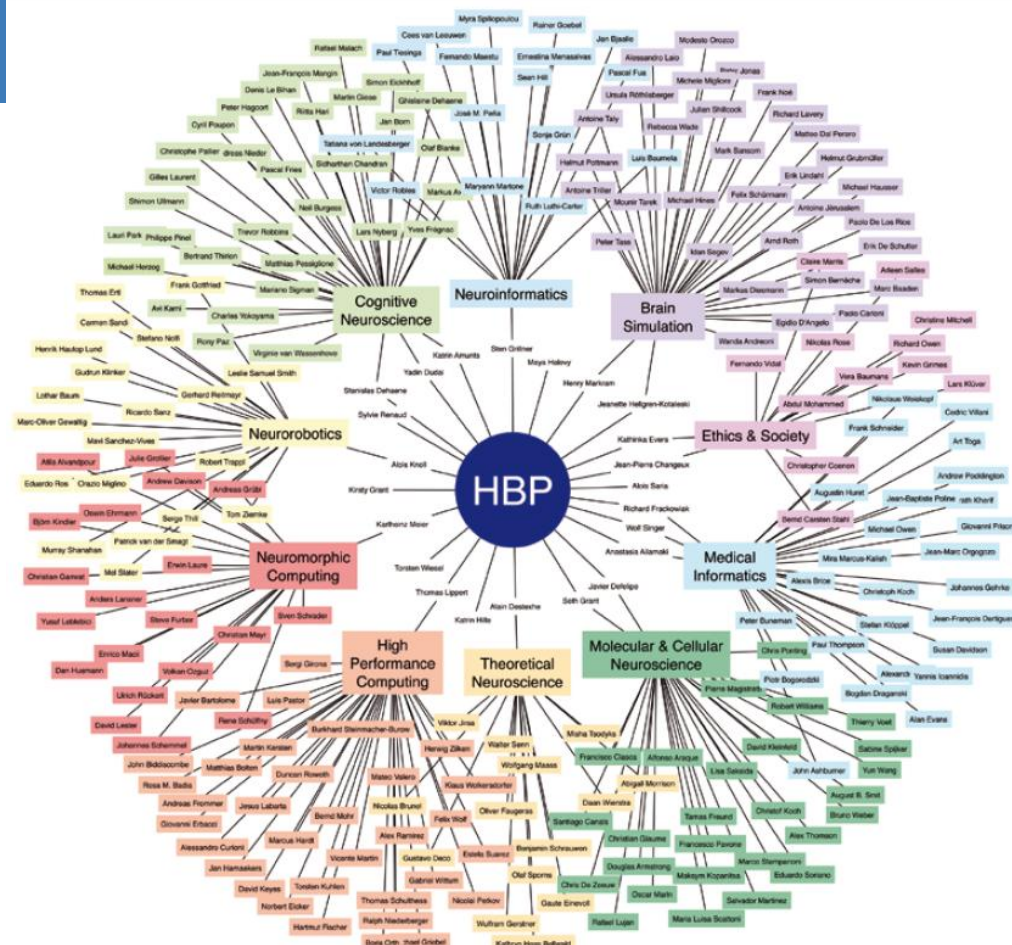 Myra Spiliopoulou
Rainer Goebel
Cees van Leeuwen
Jan Bjaalie
Modesto Orozco
Rafael Malach
Paul Tiesinga
Fernando Maestu
Ernestina Menasalvas
Alessandro Laio
Jean-François Mangin
Simon Eickhoff
Sean Hill
Pascal Fua
Jonas
Denis Le Bihan
Martin Giese
Ghislaine Dehaene
Ursula Röthlisberger
Michele Migliore
Frank Noé
Peter Hagoort
Riitta Hari
Jan Born
José M. Peña
Antoine Taly
Julian Shillcock
Richard Lavery
Cyril Poupon
Tatiana von Landesberger
Olaf Blanke
Sonja Grün
Rebecca Wade
Matteo Dal Peraro
Christophe Pallier
dreas Nieder
Sidharthan Chandran
Helmut Pottmann
Luis Baumela
Mark Sansom
Helmut Grubmüller
Gilles Laurent
Pascal Fries
Victor Robles
Markus
Maryann Martone
Antoine Triller
Erik Lindahl
Shimon Ullmann
Neil Burgess
Ruth Luthi-Carter
Mounir Tarek
Michael Hines
Felix Schürmann
Michael Hausser
Lauri Park
Philippe Pinel
Trevor Robbins
Lars Nyberg
Yves Frégnac
Peter Tass
Idan Segev
Antoine Jérusalem
Paolo De Los Rios
Bertrand Thirion
Matthias Pessiglione
Arnd Roth
Erik De Schutter
Michael Herzog
Frank Gottfried
Mariano Sigman
Cognitive
Neuroscience
Neuroinformatics
Brain
Simulation
Markus Diesmann
Claire Marris
Simon Bernèche
Arleen Salles
Marc Baaden
Thomas Ertl
Avi Karni
Charles Yokoyama
Paolo Carloni
Carmen Sandi
Stefano Nolfi
Rony Paz
Virginie van Wassenhove
Egidio D'Angelo
Wanda Andreoni
Nikolas Rose
Christine Mitchell
Henrik Hautop Lund
Leslie Samuel Smith
Katrin Amunts
Sten Grillner
Maya Halevy
Fernando Vidal
Richard Owen
Gudrun Klinker
Gerhard Reitmayr
Yadin Dudai
Henry Markram
Vera Baumans
Kevin Grimes
Lothar Baum
Ricardo Sanz
Stanislas Dehaene
Jeanette Hellgren-Kotaleski
Abdul Mohammed
Nikolaus Weiskopf
Lars Klüver
Marc-Oliver Gewaltig
Neurorobotics
Sylvie Renaud
Kathinka Evers
Ethics & Society
Frank Schneider
Cedric Villani
Mavi Sanchez-Vives
Art Toga
Attila Alvandpour
Julie Grollier
Robert Trappl
Alois Knoll
HBP
Jean-Pierre Changeux
Christopher Coenen
Andrew Pocklington
Eduardo Ros
Orazio Miglino
Andrew Davison
Andreas Grübl
Kirsty Grant
Alois Saria
Augustin Huret
Jean-Baptiste Poline
rath Kherif
Björn Kindler
Oswin Ehrmann
Serge Thill
Tom Ziemke
Richard Frackowiak
Bernd Carsten Stahl
Michael Owen
Giovanni Frison
Murray Shanahan
Patrick van der Smagt
Karlheinz Meier
Wolf Singer
Mira Marcus-Kalish
Jean-Marc Orgogozo
Christian Gamrat
Mel Slater
Erwin Laure
Neuromorphic
Computing
Torsten Wiesel
Anastasia Ailamaki
Medical
Informatics
Alexis Brice
Christoph Koch
Johannes Gehrke
Anders Lansner
Thomas Lippert
Javier Defelipe
Seth Grant
Yusuf Leblebici
Steve Furber
Sven Schrader
Katrin Hille
Alain Destexhe
Peter Buneman
Stefan Klöppel
Jean-François Dartigues
Enrico Macii
Christian Mayr
High
Performance
Computing
Theoretical
Neuroscience
Molecular & Cellular
Neuroscience
Chris Ponting
Paul Thompson
Susan Davidson
Dan Husmann
Volkan Ozguz
Sergi Girona
Piotr Bogorodzki
Alexandr
Yannis Ioannidis
Ulrich Rückert
Javier Bartolome
Luis Pastor
Pierre Magistretti
Bogdan Draganski
David Lester
Rene Schüffny
Viktor Jirsa
Misha Tsodyks
Robert Williams
Alan Evans
Johannes Schemmel
Burkhard Steinmacher-Burow
Walter Senn
Thierry Voet
John Biddiscombe
Martin Kersten
Herwig Zilken
Wolfgang Maass
Francisco Clasca
Alfonso Araque
David Kleinfeld
Sabine Spijker
Rosa M. Badia
Matthias Bolten
Duncan Roweth
Mateo Valero
Klaus Wolkersdorfer
Abigail Morrison
Lisa Saksida
John Ashburner
Yun Wang
Andreas Frommer
Jesus Labarta
Nicolas Brunel
Daan Wierstra
August B. Smit
Giovanni Erbacci
Bernd Mohr
Felix Wolf
Oliver Faugeras
Santiago Canals
Tamas Freund
Christof Koch
Bruno Weber
Alessandro Curioni
Marcus Hardt
Alex Ramirez
Benjamin Schrauwen
Christian Giaume
Francesco Pavone
Alex Thomson
Jan Hamaekers
Vicente Martin
Gustavo Deco
Estela Suarez
Olaf Sporns
Douglas Armstrong
Marco Stampanoni
David Keyes
Torsten Kuhlen
Gabriel Wittum
Chris De Zeeuw
Maksym Kopanitsa
Eduardo Soriano
Norbert Eicker
Thomas Schulthess
Nicolai Petkov
Gaute Einevoll
Oscar Marin
Salvador Martinez
Hartmut Fischer
Ralph Niederberger
Wulfram Gerstner
Rafael Lujan
Maria Luisa Scattoni
Boris Orth
chael Griebel